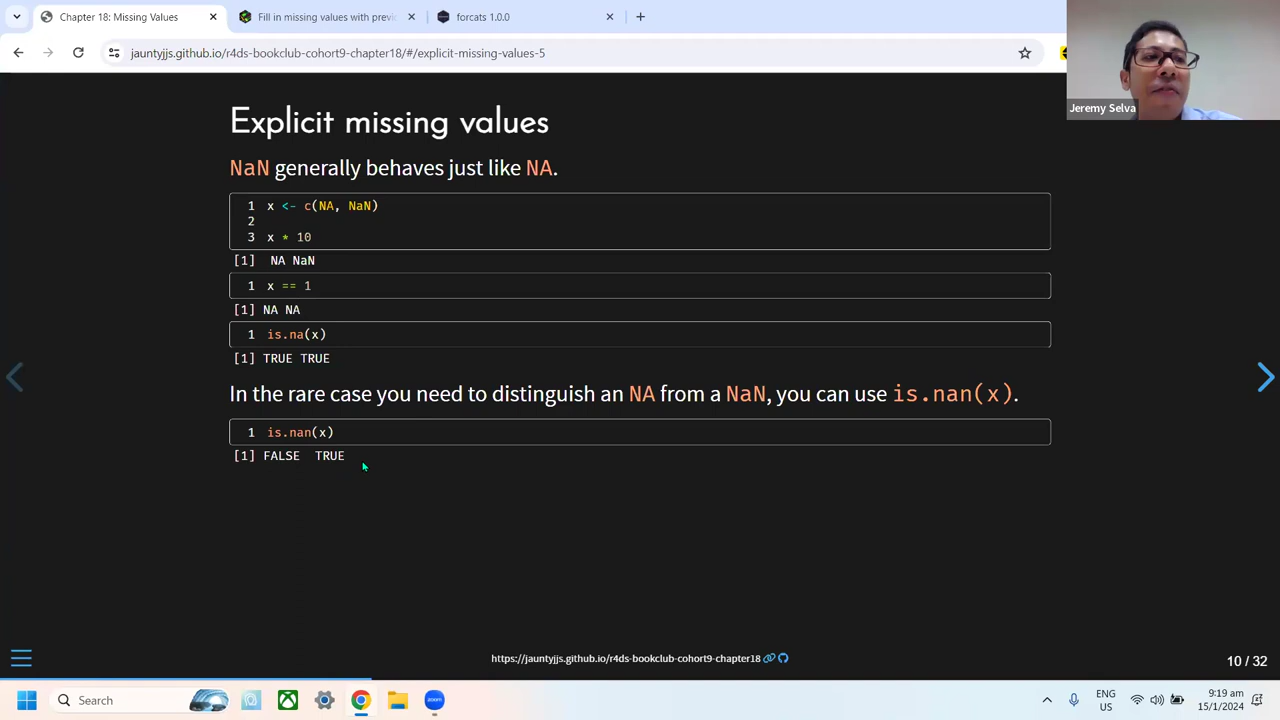 Chapter 18: Missing Values
Fill in missing values with previ
forcats 1.0.0
jauntyjjs.github.io/r4ds-bookclub-cohort9-chapter18/#/explicit-missing-values-5
Jeremy Selva
Explicit missing values
NaN generally behaves just like NA.
1 x <- c(NA, NaN)
2
3 x * 10
[1] NA NaN
1 x == 1
[1] NA NA
1 is.na(x)
[1] TRUE TRUE
In the rare case you need to distinguish an NA from a NaN, you can use is.nan(x).
1 is.nan(x)
[1] FALSE TRUE
https://jauntyjjs.github.io/r4ds-bookclub-cohort9-chapter18
10 / 32
Search
zoom
ENG
US
9:19 am
15/1/2024